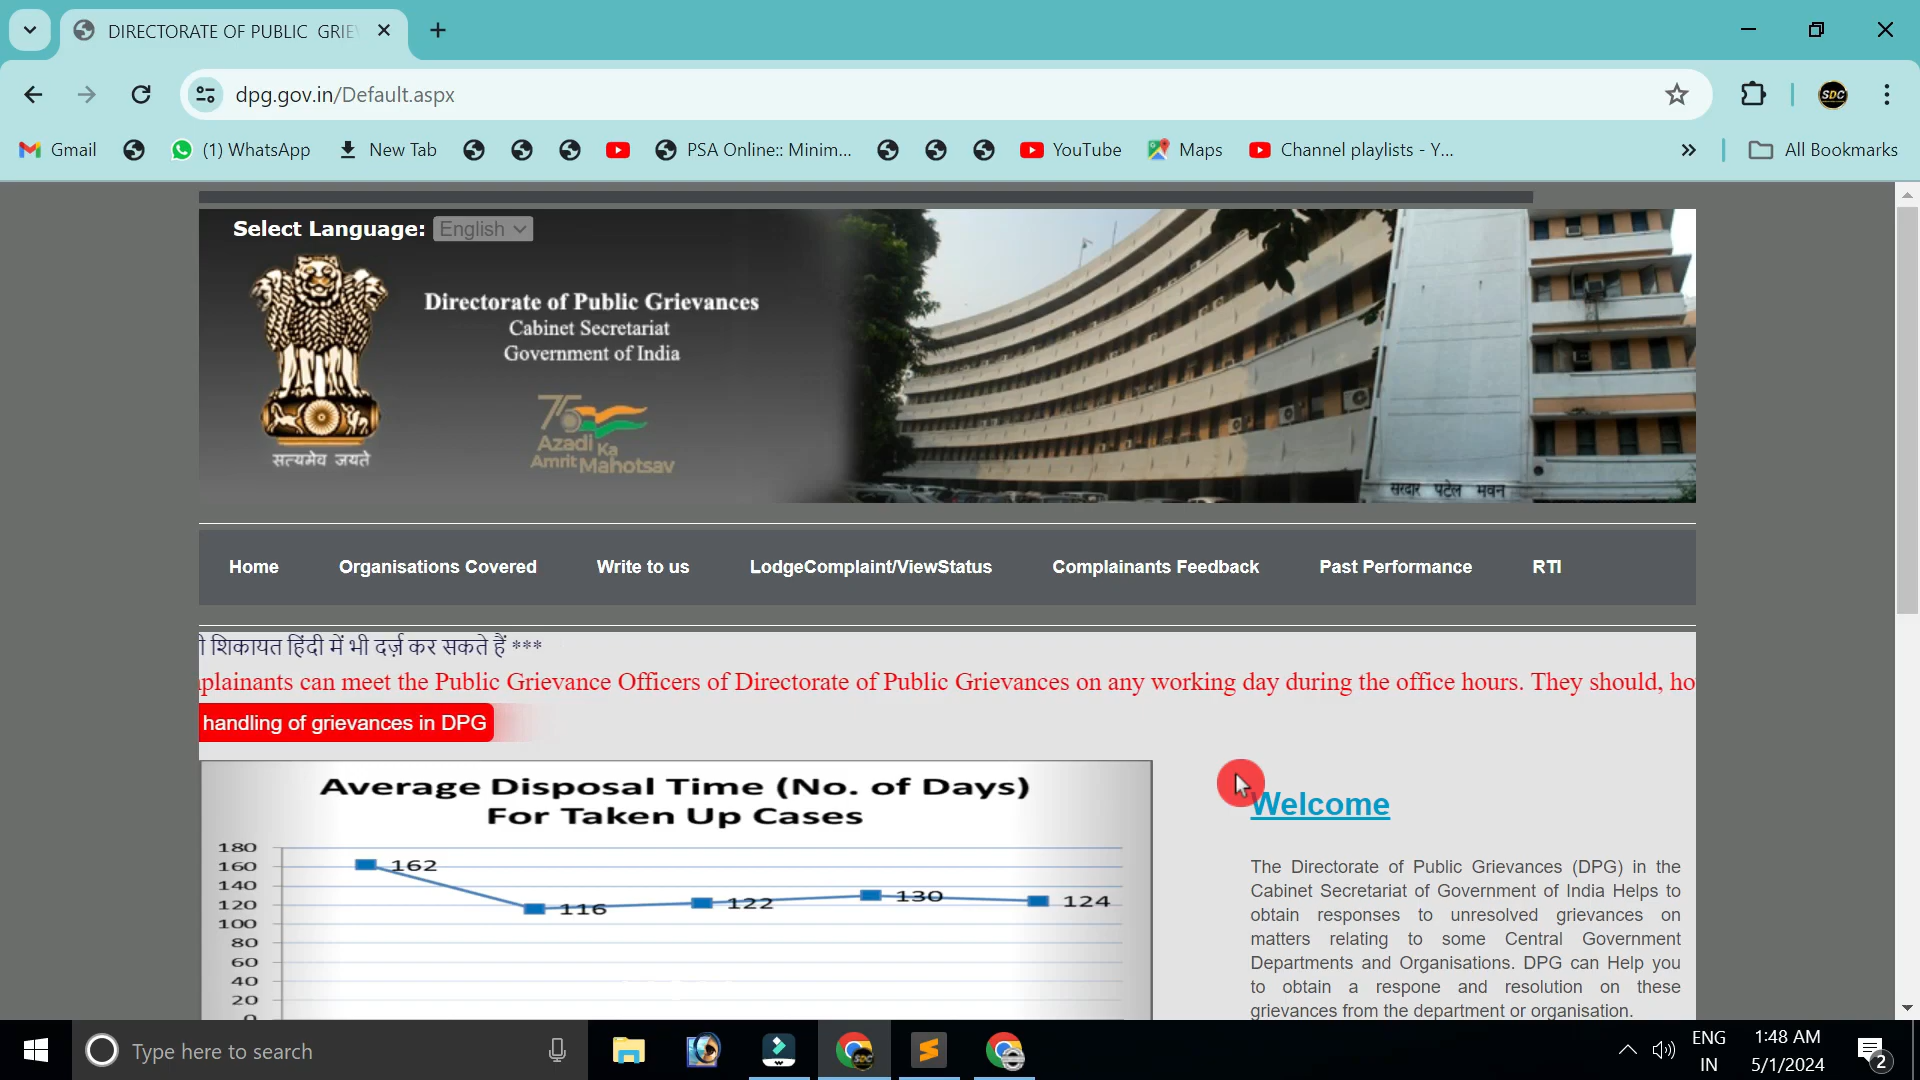 DIRECTORATE OF PUBLIC GRIE
dpg.gov.in/Default.aspx
SDC
Gmail
(1) WhatsApp
New Tab
PSA Online:: Minim...
YouTube
Maps
Channel playlists - Y...
All Bookmarks
Select Language: English
Directorate of Public Grievances
Cabinet Secretariat
Government of India
सत्यमेव जयते
75
Azadi Ka
Amrit Mahotsav
सरदार पटेल भवन
Home
Organisations Covered
Write to us
LodgeComplaint/ViewStatus
Complainants Feedback
Past Performance
RTI
ी शिकायत हिंदी में भी दर्ज़ कर सकते हैं ***
plainants can meet the Public Grievance Officers of Directorate of Public Grievances on any working day during the office hours. They should, ho
handling of grievances in DPG
Average Disposal Time (No. of Days)
For Taken Up Cases
180
160
140
120
100
80
60
40
20
0
162
116
122
130
124
Welcome
The Directorate of Public Grievances (DPG) in the
Cabinet Secretariat of Government of India Helps to
obtain responses to unresolved grievances on
matters relating to some Central Government
Departments and Organisations. DPG can Help you
to obtain a respone and resolution on these
grievances from the department or organisation.
Type here to search
ENG
IN
1:48 AM
5/1/2024
2